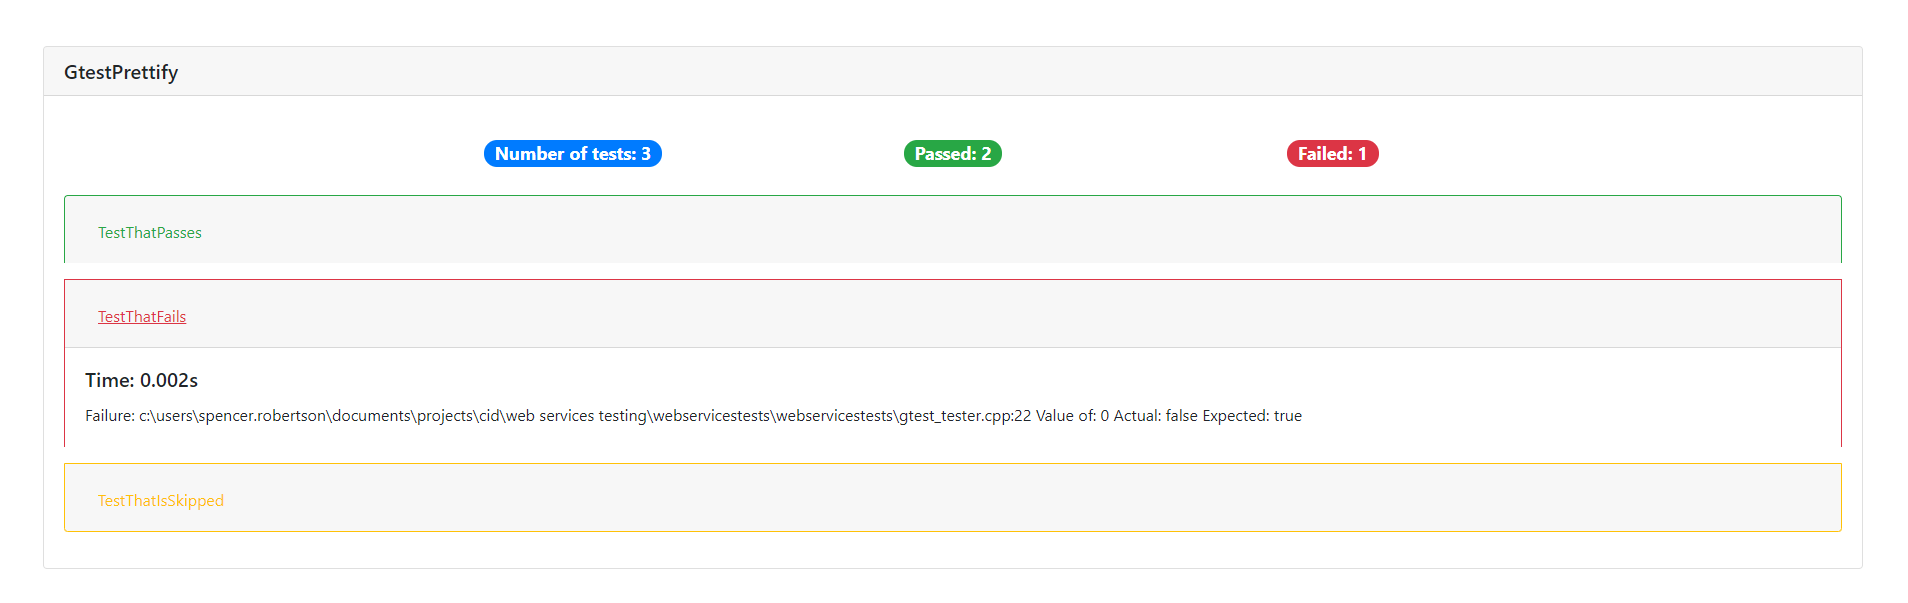 GtestPrettify
Number of tests: 3 Passed: 2 Failed: 1
TestThatPasses
TestThatFails
Time: 0.002s
Failure: c:\users\spencer.robertson\documents\projects\cid\web services testing\webservicestests\webservicestests\gtest_tester.cpp:22 Value of: 0 Actual: false Expected: true
TestThatIsSkipped